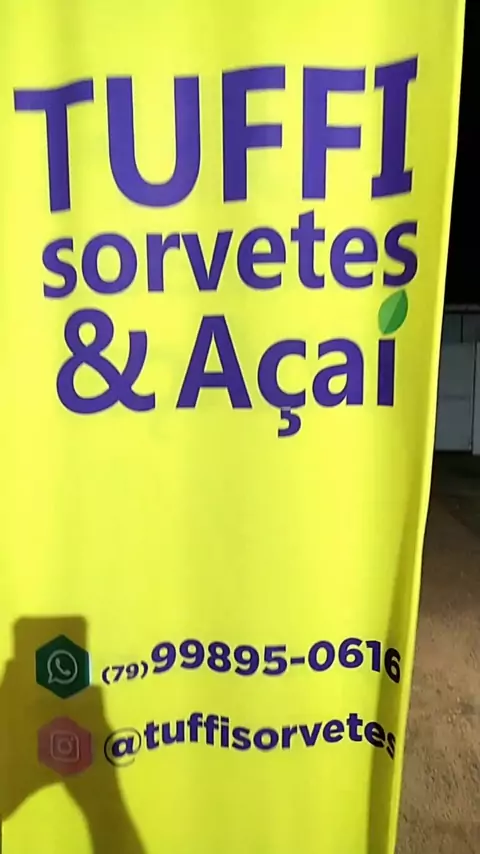 TUFFI
sorvetes
& Açaí
(79) 99895-0616
@tuffisorvetes